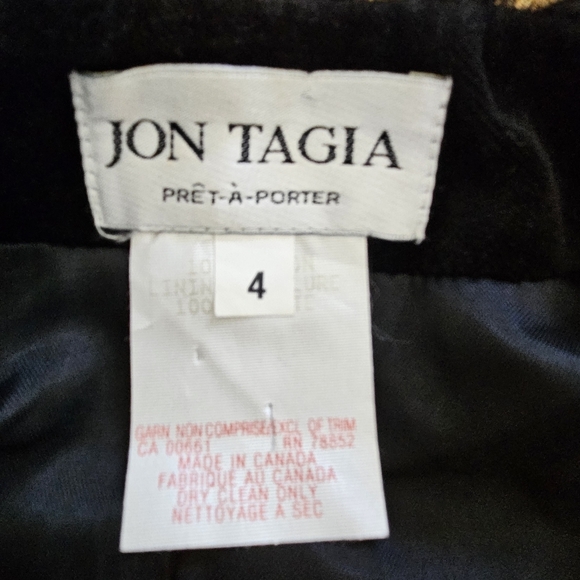 JON TAGIA
PRÊT-À-PORTER
4
GARN NON COMPRISE/EXCL OF TRIM
CA 00661 RN 78852
MADE IN CANADA
FABRIQUÉ AU CANADA
DRY CLEAN ONLY
NETTOYAGE À SEC